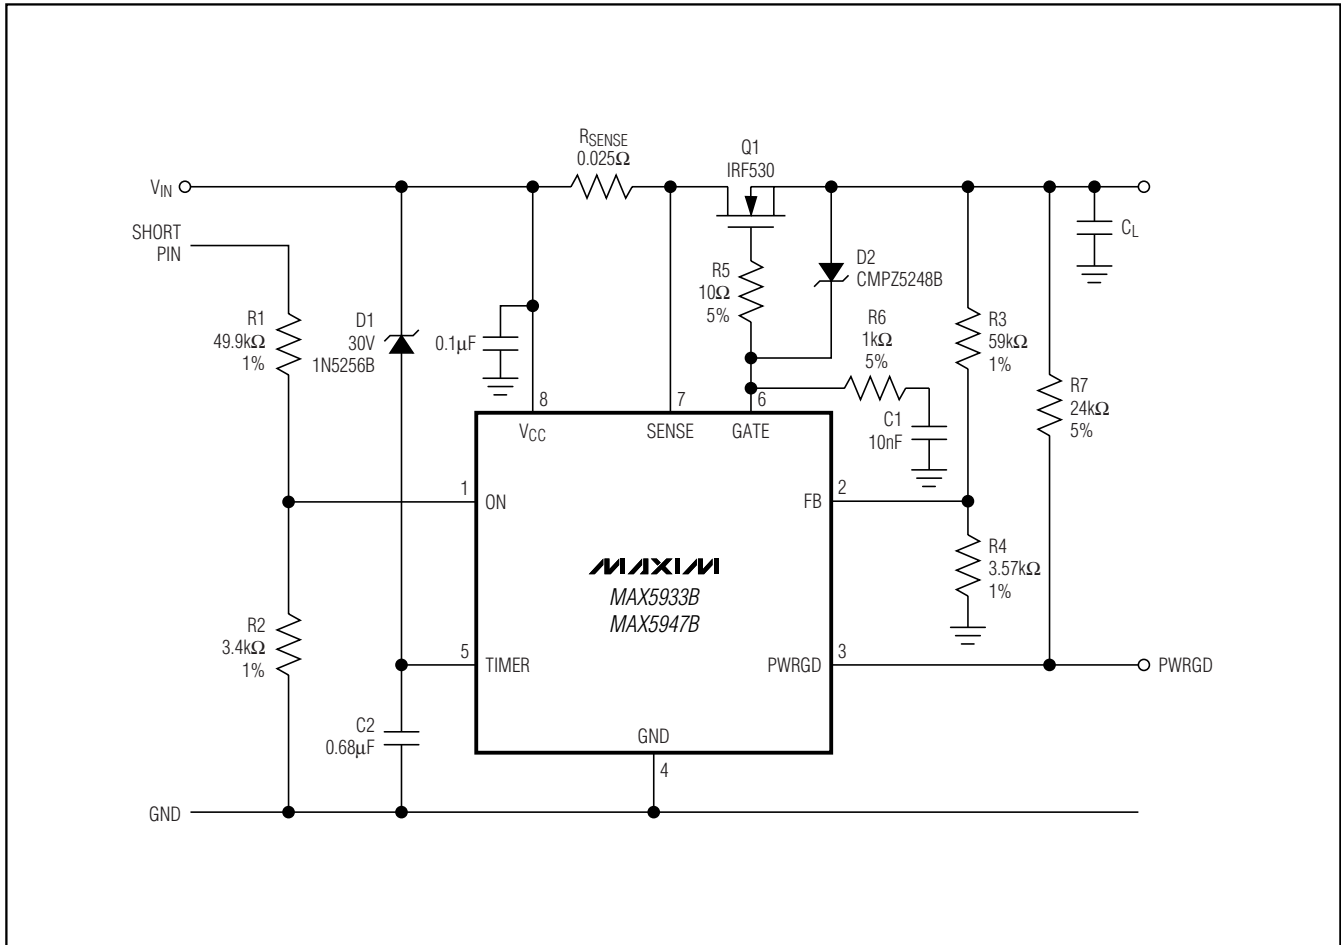 RSENSE
0.025Ω
Q1
IRF530
VIN
SHORT
PIN
R1
49.9kΩ
1%
D1
30V
1N5256B
0.1µF
R5
10Ω
5%
D2
CMPZ5248B
R6
1kΩ
5%
C1
10nF
R3
59kΩ
1%
R7
24kΩ
5%
CL
8
7
6
VCC
SENSE
GATE
1
ON
FB
2
MAXIM
MAX5933B
MAX5947B
R4
3.57kΩ
1%
R2
3.4kΩ
1%
5
TIMER
PWRGD
3
PWRGD
C2
0.68µF
GND
4
GND